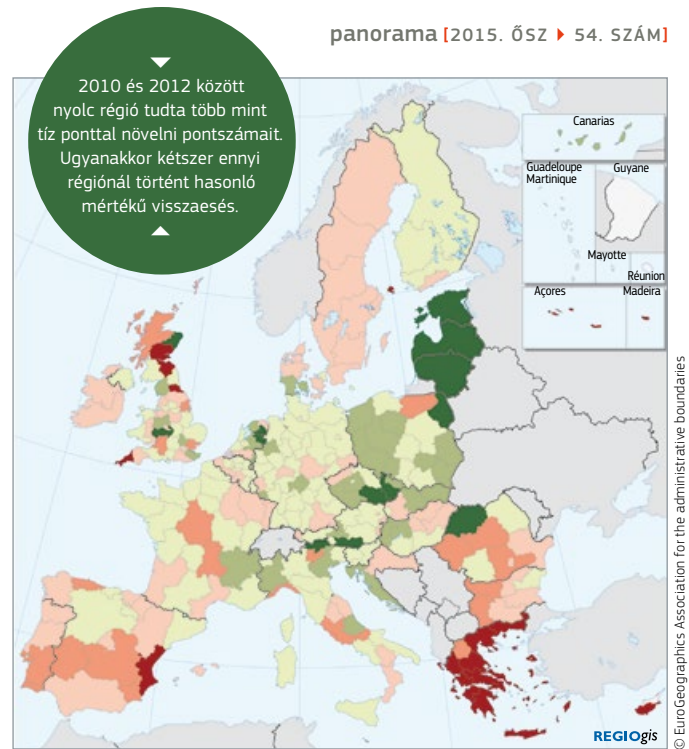 panorama [2015. ŐSZ ▸ 54. SZÁM]
2010 és 2012 között
nyolc régió tudta több mint
tíz ponttal növelni pontszámait.
Ugyanakkor kétszer ennyi
régiónál történt hasonló
mértékű visszaesés.
Canarias
Guadeloupe
Martinique
Guyane
Mayotte
Réunion
Açores
Madeira
REGIOgis
© EuroGeographics Association for the administrative boundaries